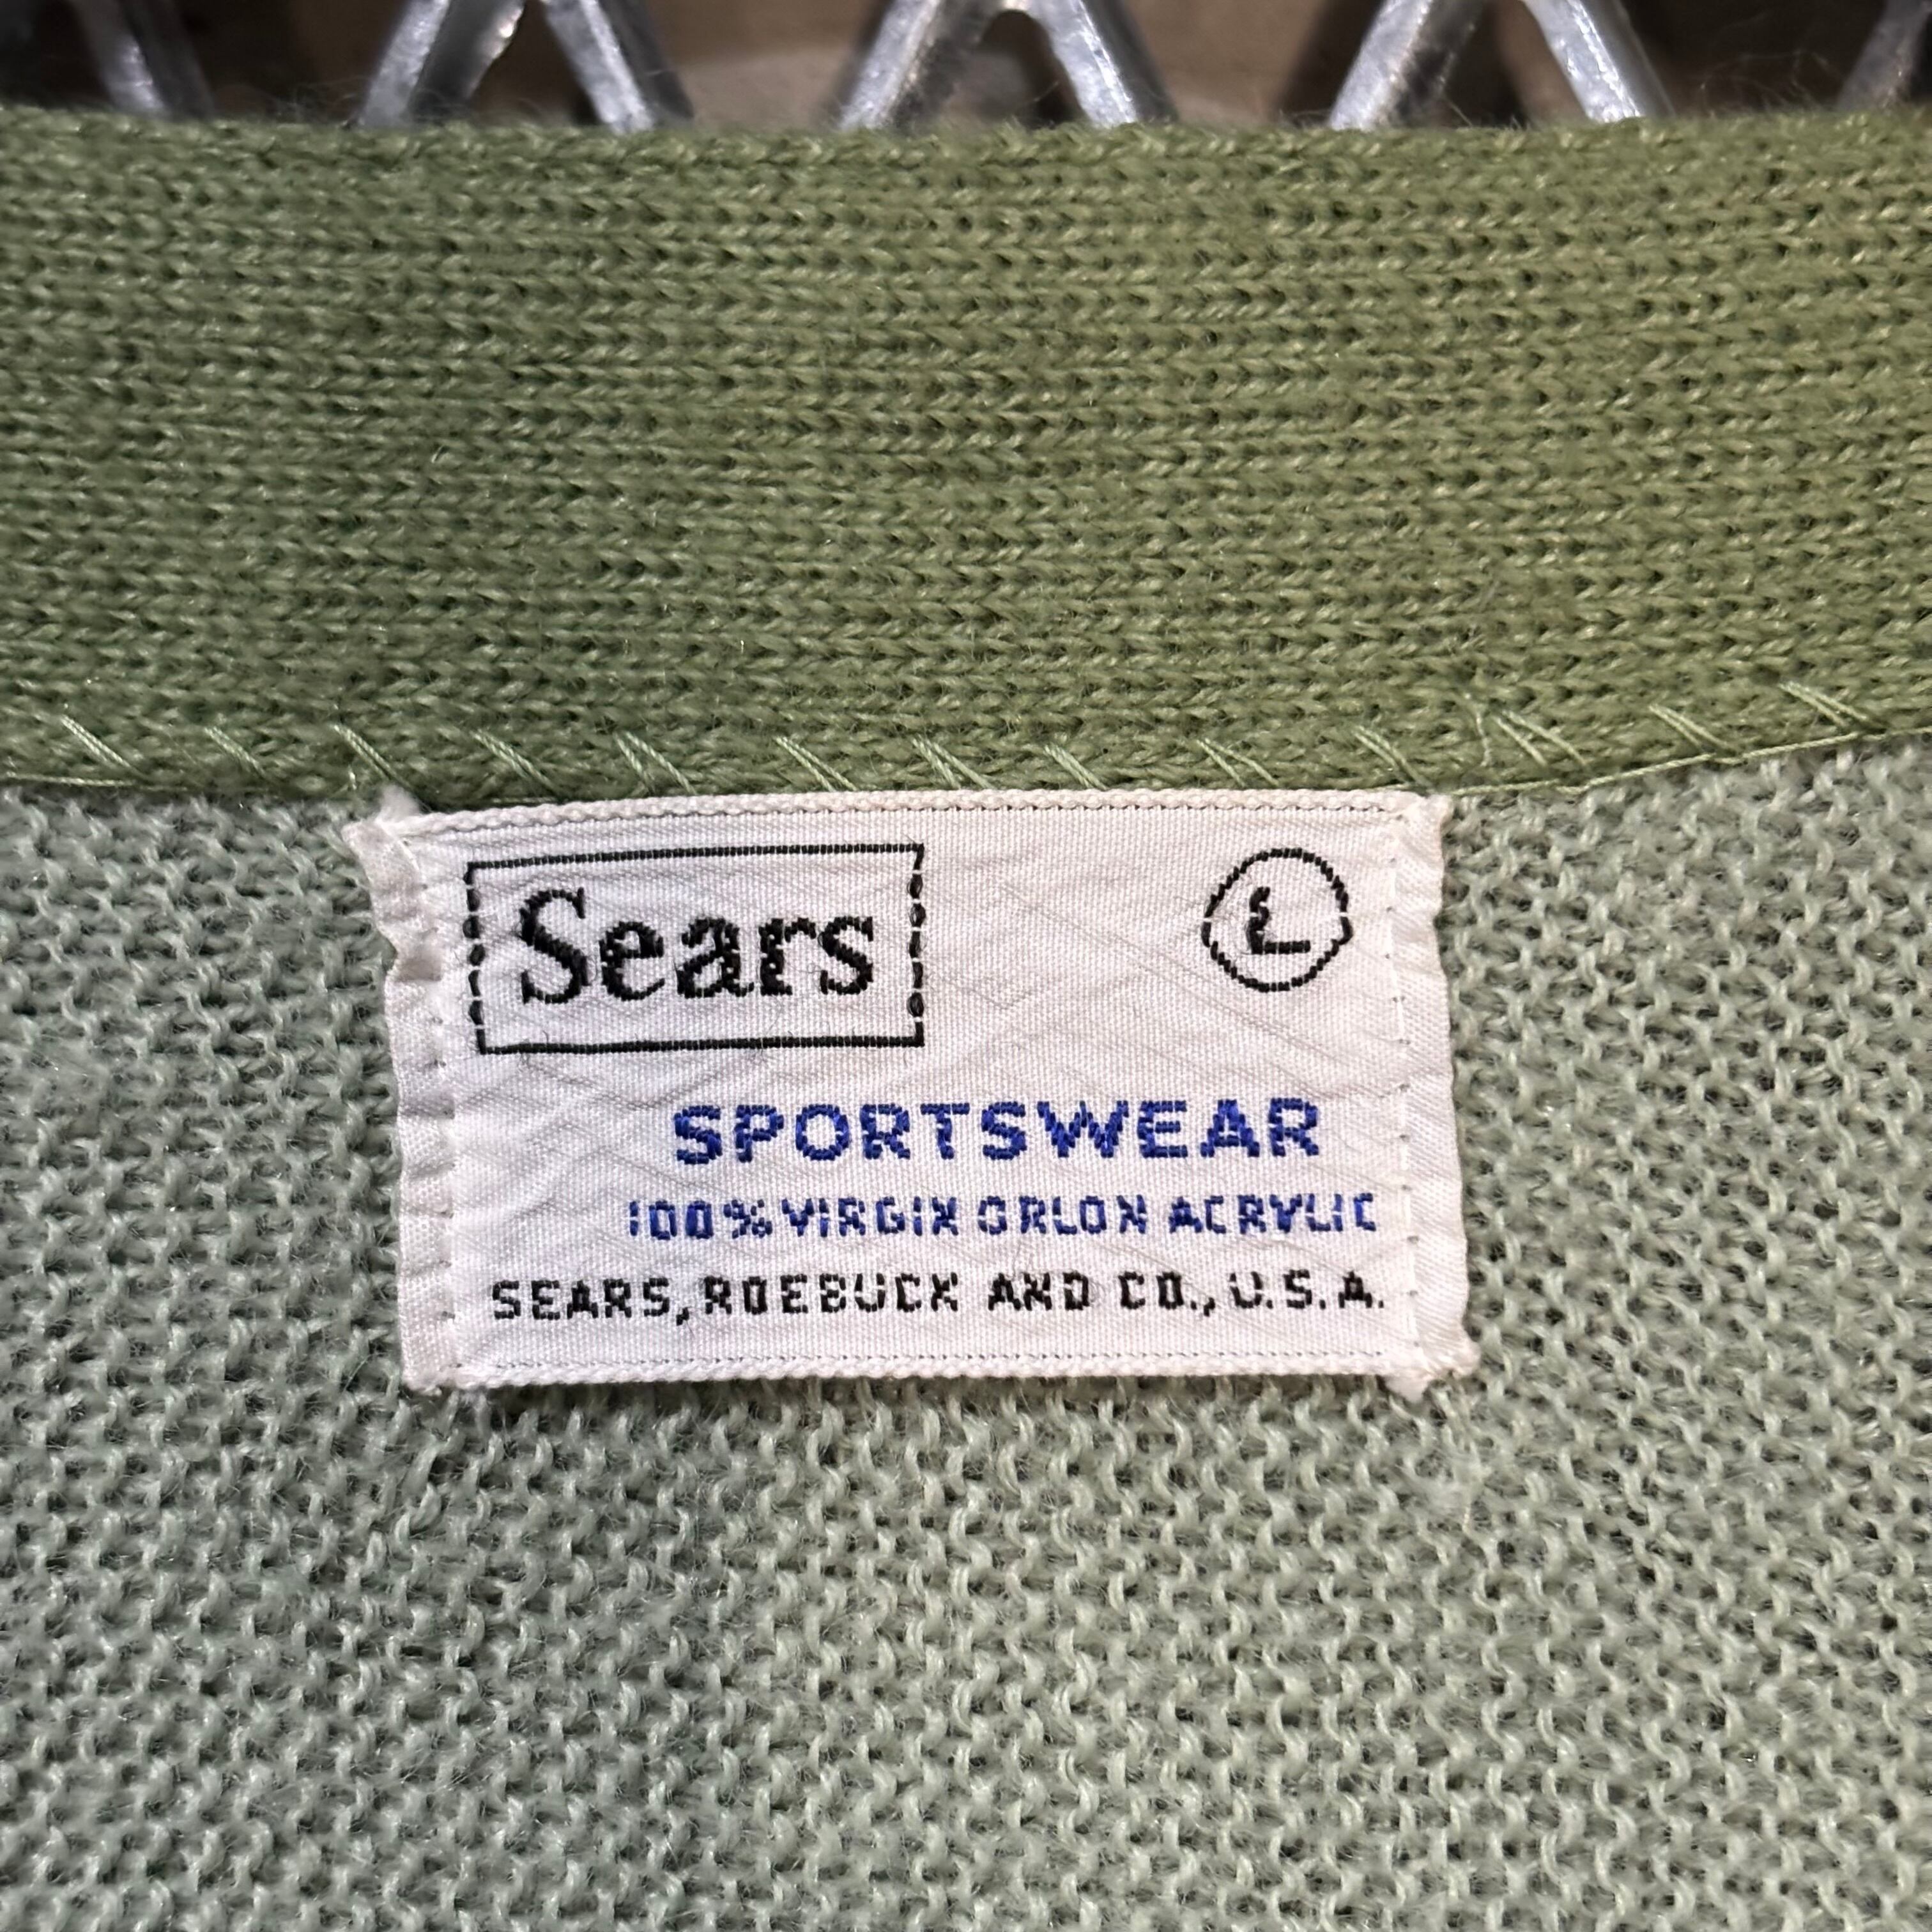 Sears L
SPORTSWEAR
100% VIRGIN ORLON ACRYLIC
SEARS, ROEBUCK AND CO., U.S.A.